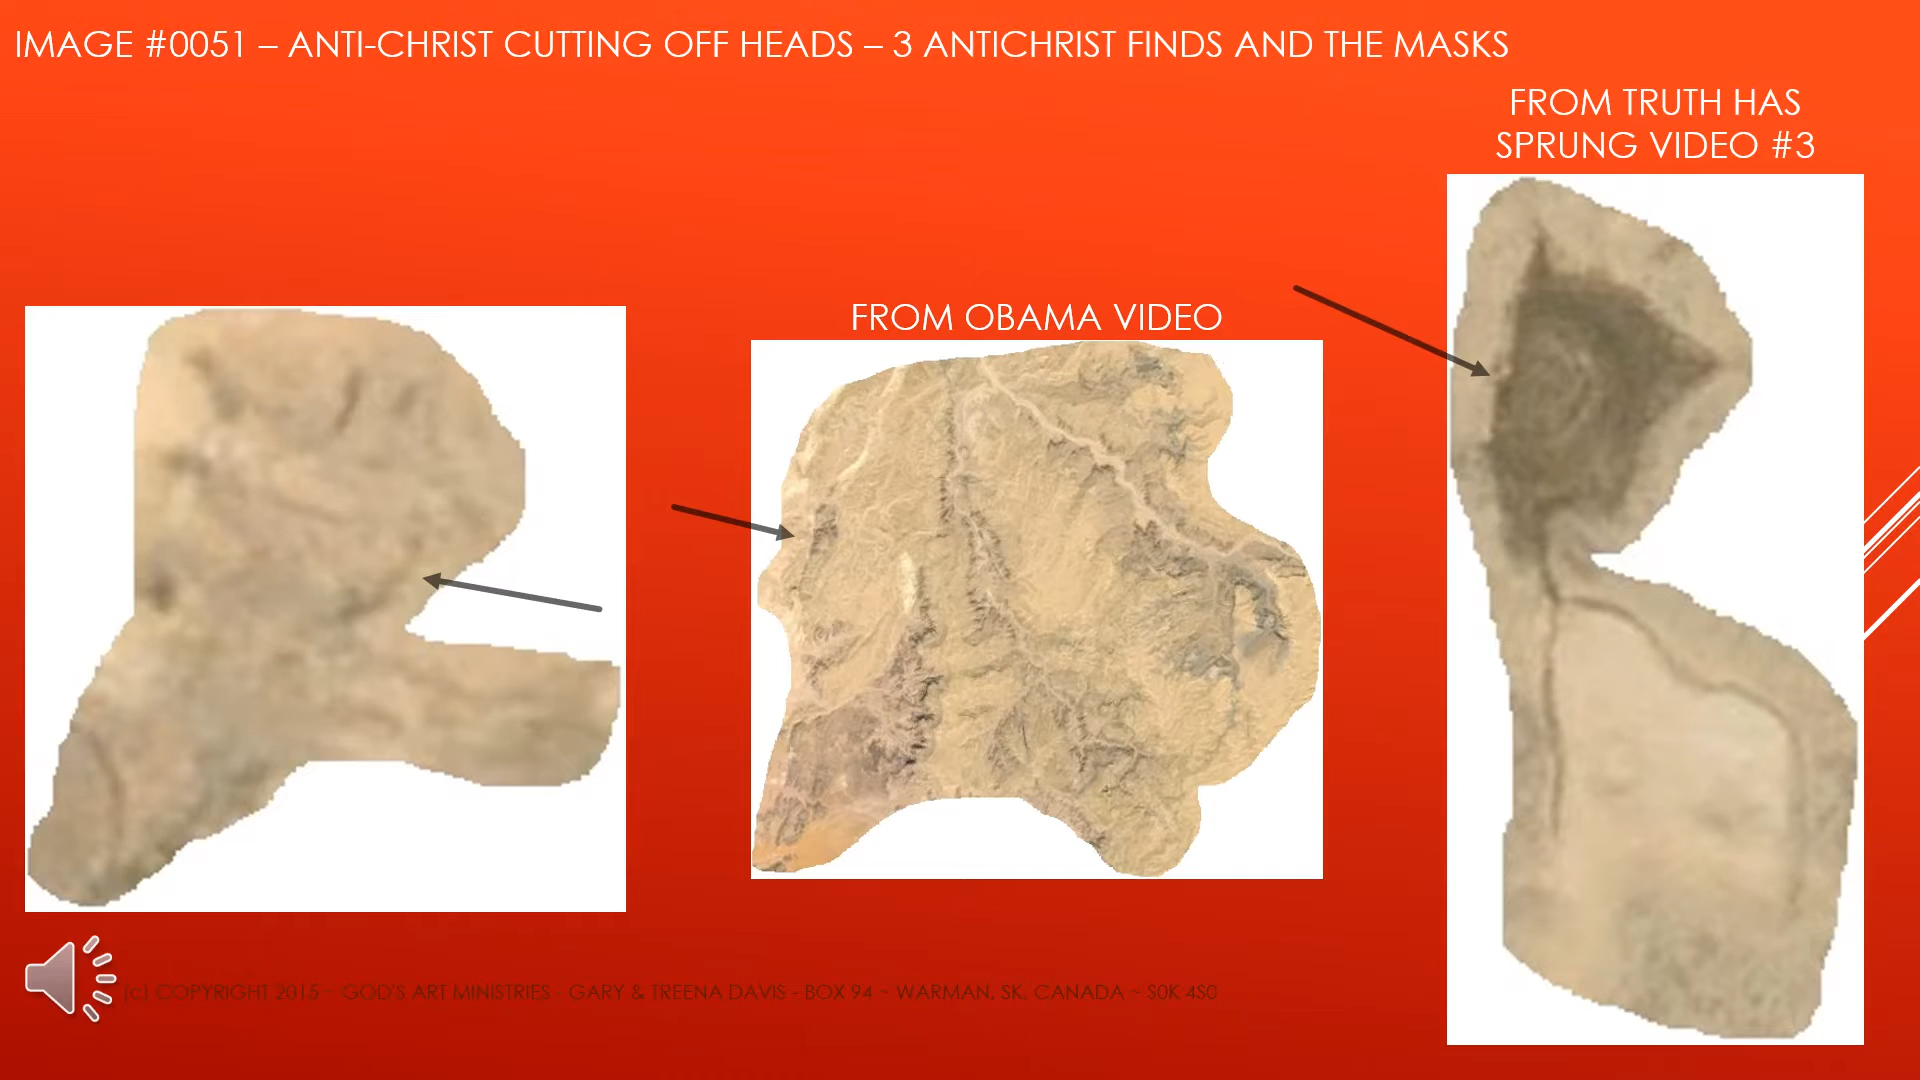 IMAGE #0051 – ANTI-CHRIST CUTTING OFF HEADS – 3 ANTICHRIST FINDS AND THE MASKS
FROM TRUTH HAS
SPRUNG VIDEO #3
FROM OBAMA VIDEO
(c) COPYRIGHT 2015 ~ GOD'S ART MINISTRIES - GARY & TREENA DAVIS - BOX 94 ~ WARMAN, SK, CANADA ~ S0K 4S0